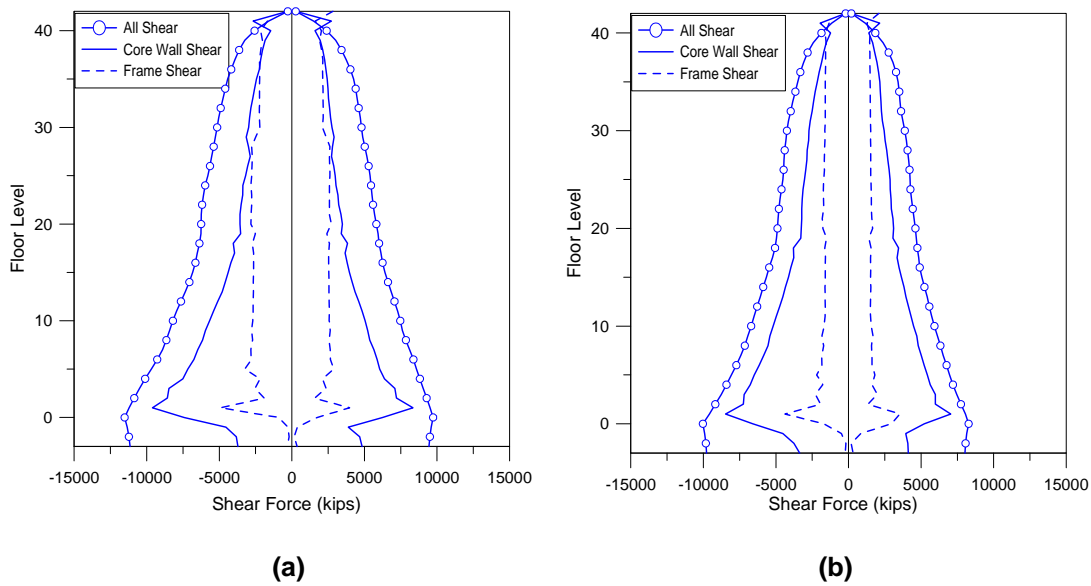 All Shear
Core Wall Shear
Frame Shear
40
30
20
10
0
Floor Level
-15000 -10000 -5000 0 5000 10000 15000
Shear Force (kips)
(a)
All Shear
Core Wall Shear
Frame Shear
40
30
20
10
0
Floor Level
-15000 -10000 -5000 0 5000 10000 15000
Shear Force (kips)
(b)